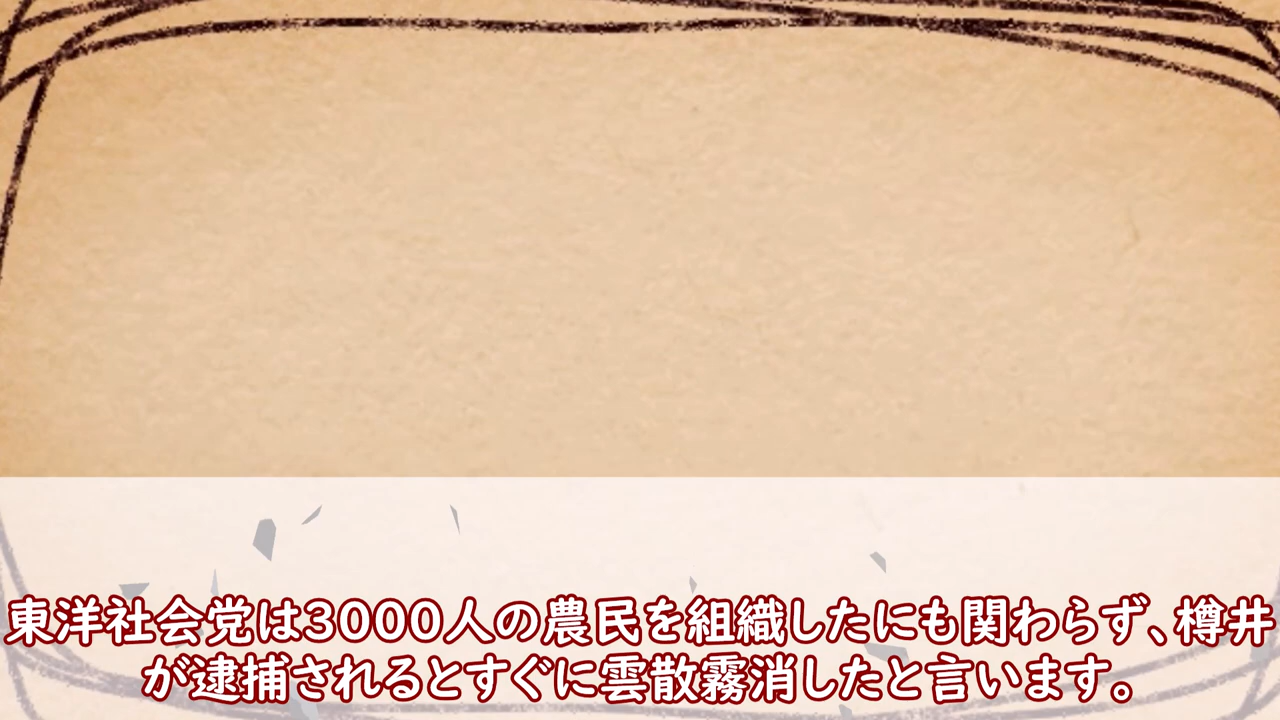 東洋社会党は3000人の農民を組織したにも関わらず、樽井
が逮捕されるとすぐに雲散霧消したと言います。